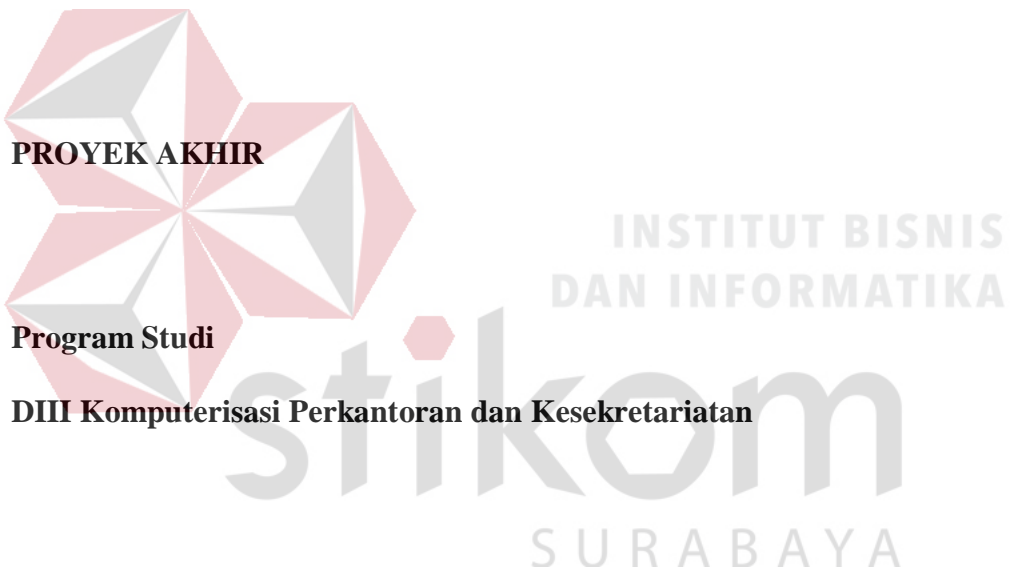 PROYEK AKHIR
INSTITUT BISNIS
DAN INFORMATIKA
Program Studi
stikom
DIII Komputerisasi Perkantoran dan Kesekretariatan
SURABAYA